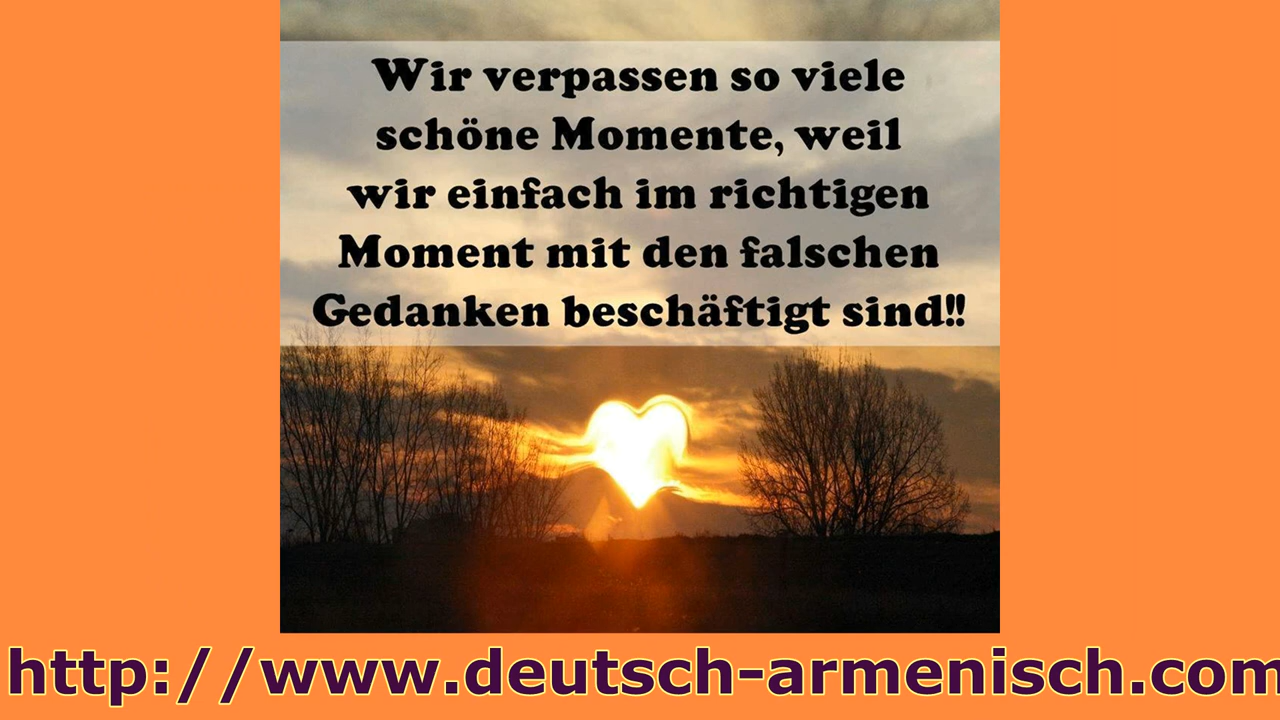 Wir verpassen so viele
schöne Momente, weil
wir einfach im richtigen
Moment mit den falschen
Gedanken beschäftigt sind!!
http://www.deutsch-armenisch.com